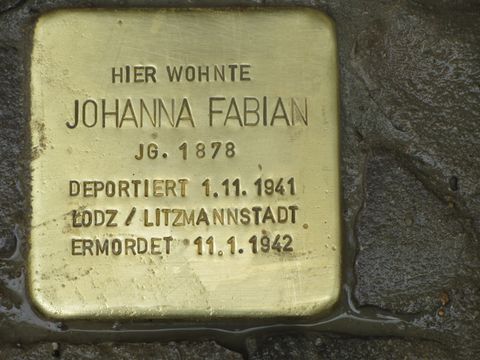 HIER WOHNTE
JOHANNA FABIAN
JG. 1878
DEPORTIERT 1.11.1941
LODZ / LITZMANNSTADT
ERMORDET 11.1.1942